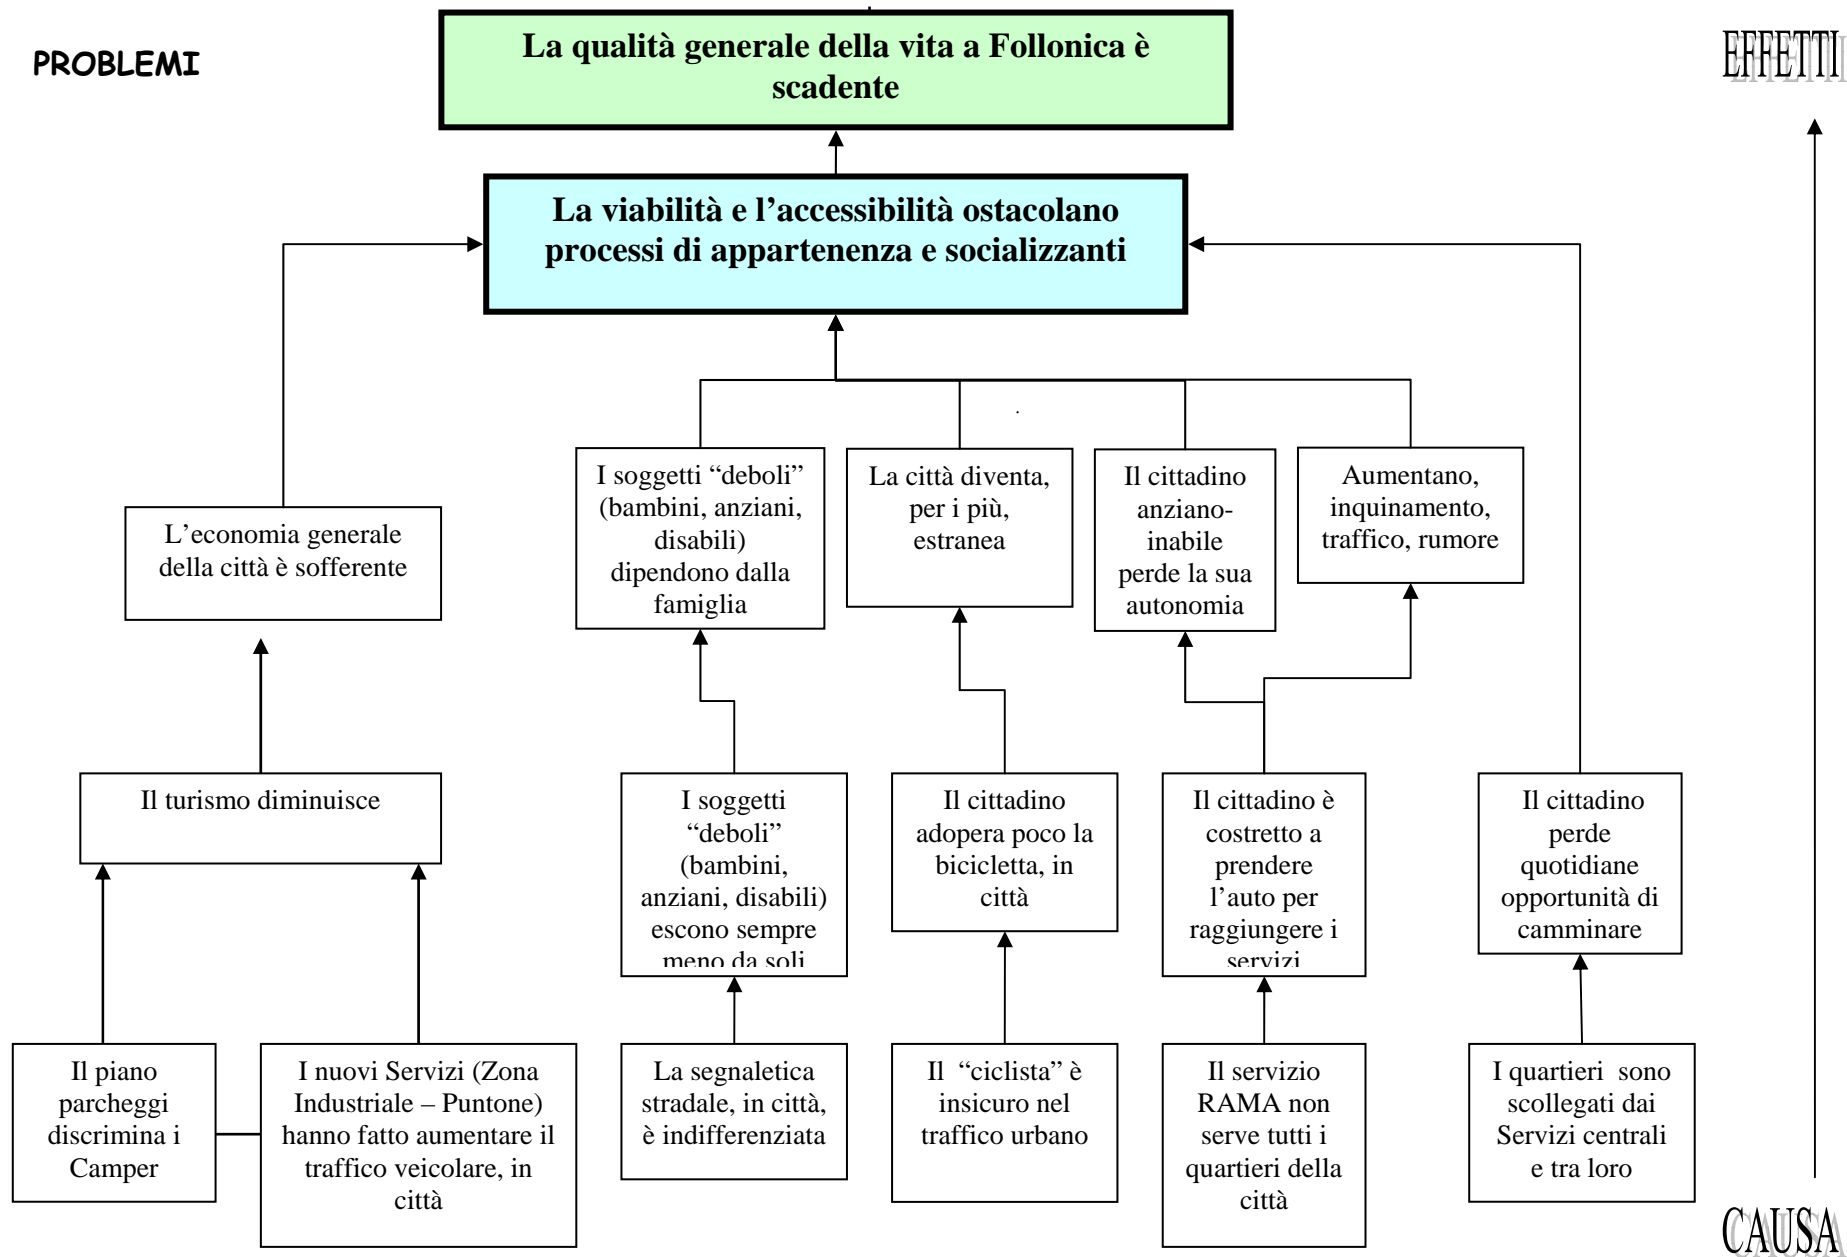 PROBLEMI
La qualità generale della vita a Follonica è
scadente
EFFETTI
La viabilità e l’accessibilità ostacolano
processi di appartenenza e socializzanti
L’economia generale
della città è sofferente
I soggetti “deboli”
(bambini, anziani,
disabili)
dipendono dalla
famiglia
La città diventa,
per i più,
estranea
Il cittadino
anziano-
inabile
perde la sua
autonomia
Aumentano,
inquinamento,
traffico, rumore
Il turismo diminuisce
I soggetti
“deboli”
(bambini,
anziani, disabili)
escono sempre
meno da soli
Il cittadino
adopera poco la
bicicletta, in
città
Il cittadino è
costretto a
prendere
l’auto per
raggiungere i
servizi
Il cittadino
perde
quotidiane
opportunità di
camminare
Il piano
parcheggi
discrimina i
Camper
I nuovi Servizi (Zona
Industriale – Puntone)
hanno fatto aumentare il
traffico veicolare, in
città
La segnaletica
stradale, in città,
è indifferenziata
Il “ciclista” è
insicuro nel
traffico urbano
Il servizio
RAMA non
serve tutti i
quartieri della
città
I quartieri sono
scollegati dai
Servizi centrali
e tra loro
CAUSA